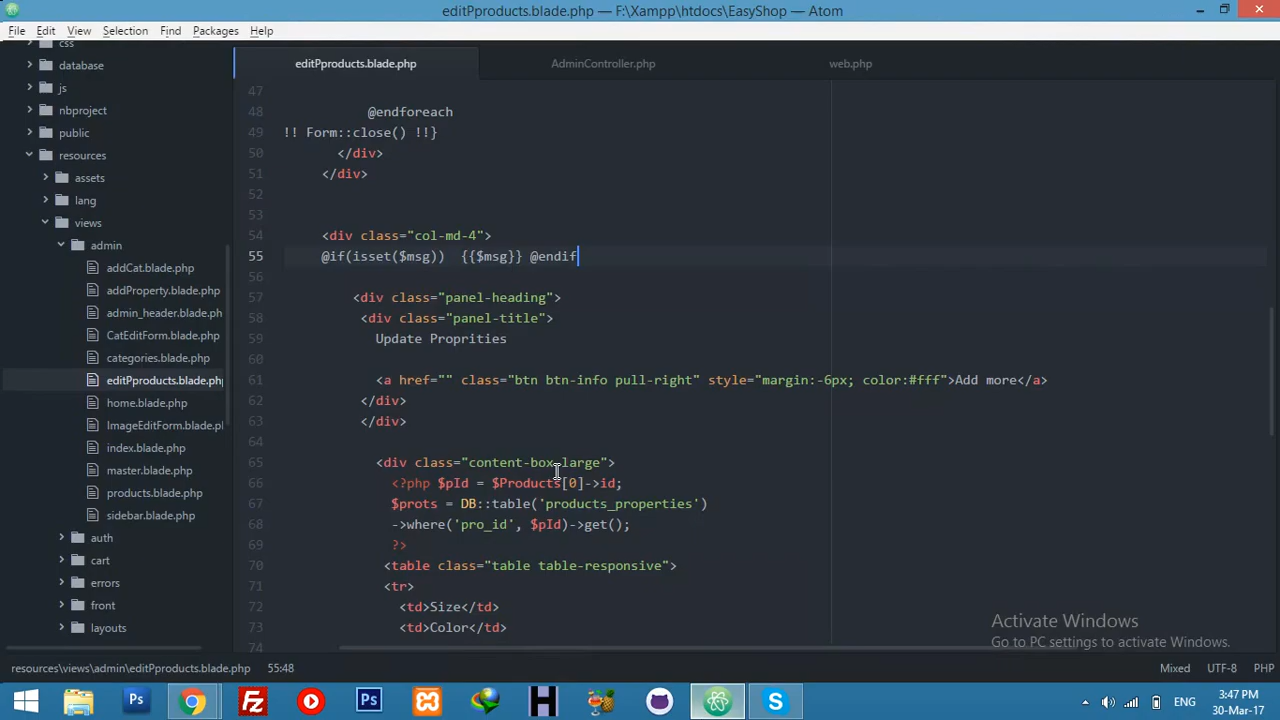 editPproducts.blade.php — F:\Xampp\htdocs\EasyShop — Atom
File Edit View Selection Find Packages Help
css
database
js
nbproject
public
resources
assets
lang
views
admin
addCat.blade.php
addProperty.blade.php
admin_header.blade.ph
CatEditForm.blade.php
categories.blade.php
editPproducts.blade.php
home.blade.php
ImageEditForm.blade.pl
index.blade.php
master.blade.php
products.blade.php
sidebar.blade.php
auth
cart
errors
front
layouts
editPproducts.blade.php AdminController.php web.php
47
48 @endforeach
49 !! Form::close() !!}
50 </div>
51 </div>
52
53
54 <div class="col-md-4">
55 @if(isset($msg)) {{$msg}} @endif
56
57 <div class="panel-heading">
58 <div class="panel-title">
59 Update Proprities
60
61 <a href="" class="btn btn-info pull-right" style="margin:-6px; color:#fff">Add more</a>
62 </div>
63 </div>
64
65 <div class="content-box-large">
66 <?php $pId = $Products[0]->id;
67 $prots = DB::table('products_properties')
68 ->where('pro_id', $pId)->get();
69 ?>
70 <table class="table table-responsive">
71 <tr>
72 <td>Size</td>
73 <td>Color</td>
74
Activate Windows
Go to PC settings to activate Windows.
resources\views\admin\editPproducts.blade.php 55:48 Mixed UTF-8 PHP
ENG 3:47 PM
30-Mar-17